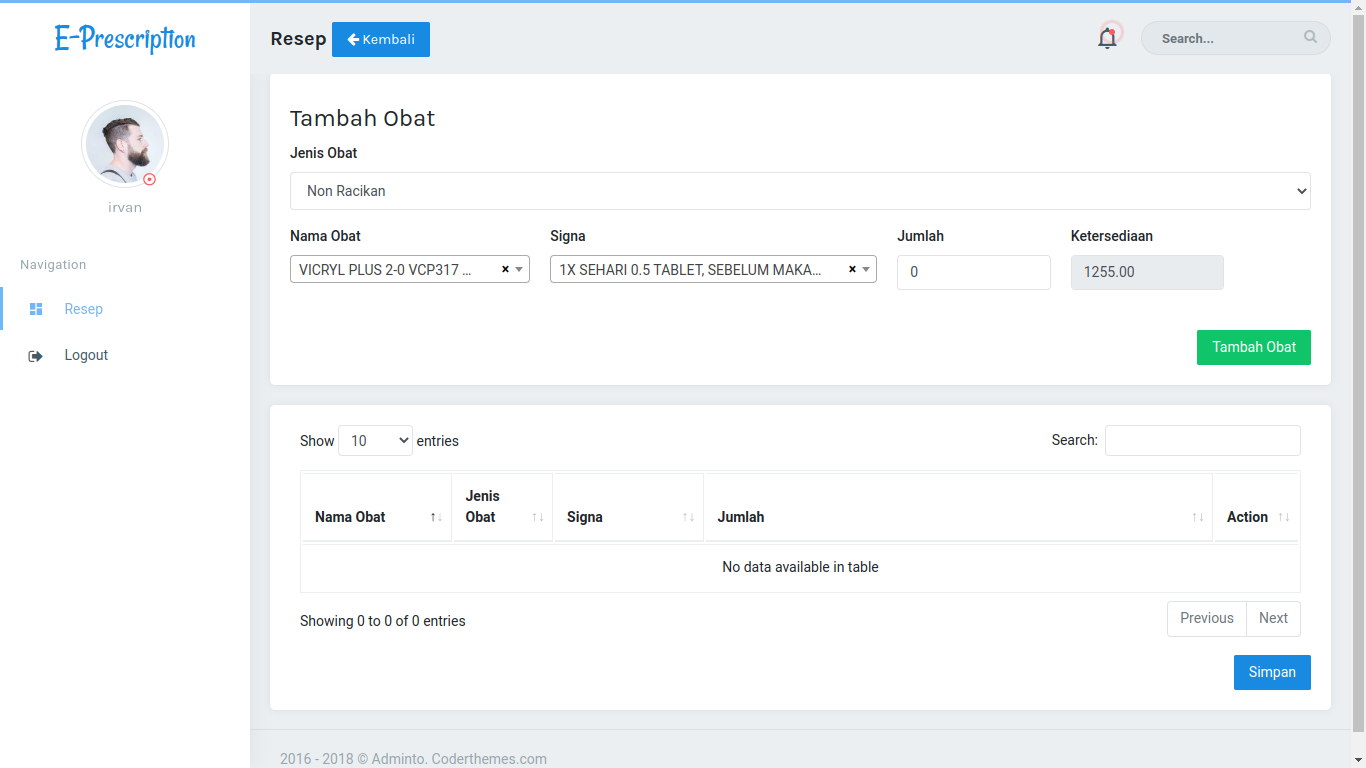 E-Prescription
Resep
Kembali
Search...
irvan
Navigation
Resep
Logout
Tambah Obat
Jenis Obat
Non Racikan
Nama Obat
Signa
Jumlah
Ketersediaan
VICRYL PLUS 2-0 VCP317 ...
×
1X SEHARI 0.5 TABLET, SEBELUM MAKA...
×
0
1255.00
Tambah Obat
Show 10 entries
Search:
Nama Obat
Jenis
Obat
Signa
Jumlah
Action
No data available in table
Showing 0 to 0 of 0 entries
Previous
Next
Simpan
2016 - 2018 © Adminto. Coderthemes.com